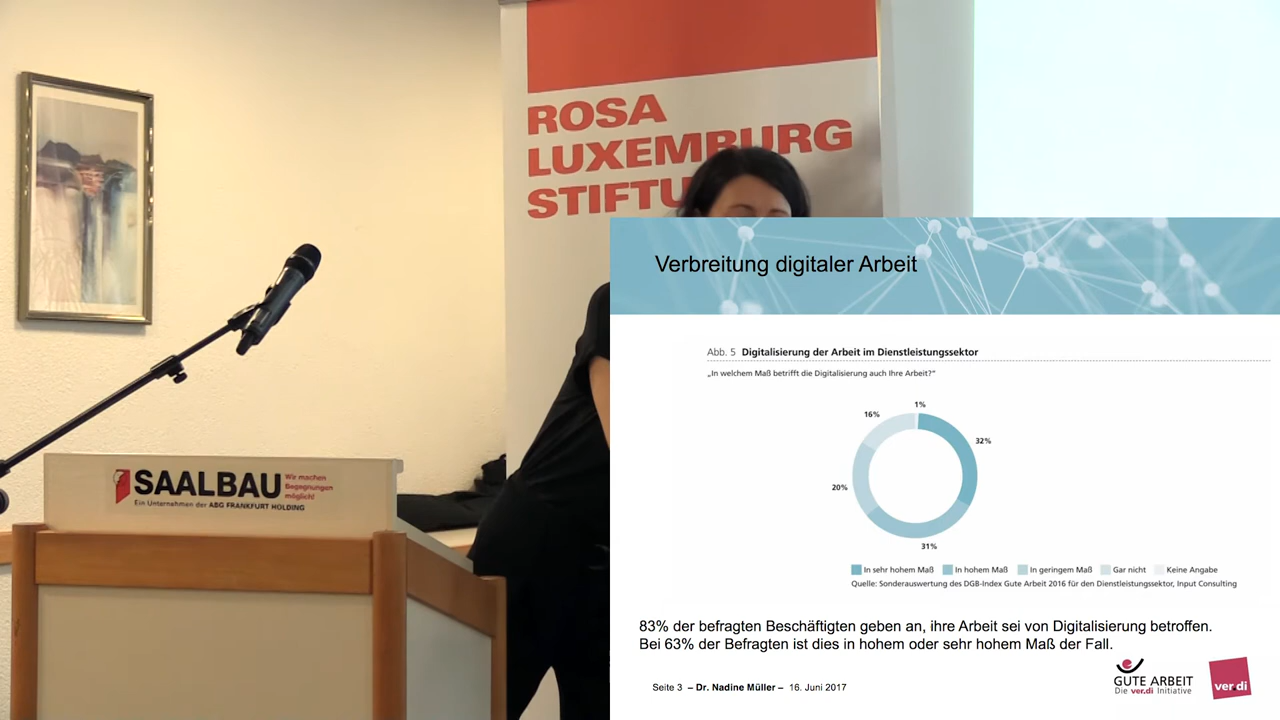 ROSA
LUXEMBURG
STIFTU
SAALBAU
Wir machen
Begegnungen
möglich!
Ein Unternehmen der ABG FRANKFURT HOLDING
Verbreitung digitaler Arbeit
Abb. 5 Digitalisierung der Arbeit im Dienstleistungssektor
„In welchem Maß betrifft die Digitalisierung auch Ihre Arbeit?“
1%
16%
32%
20%
31%
In sehr hohem Maß In hohem Maß In geringem Maß Gar nicht Keine Angabe
Quelle: Sonderauswertung des DGB-Index Gute Arbeit 2016 für den Dienstleistungssektor, Input Consulting
83% der befragten Beschäftigten geben an, ihre Arbeit sei von Digitalisierung betroffen.
Bei 63% der Befragten ist dies in hohem oder sehr hohem Maß der Fall.
Seite 3 – Dr. Nadine Müller – 16. Juni 2017
GUTE ARBEIT
Die ver.di Initiative
ver.di